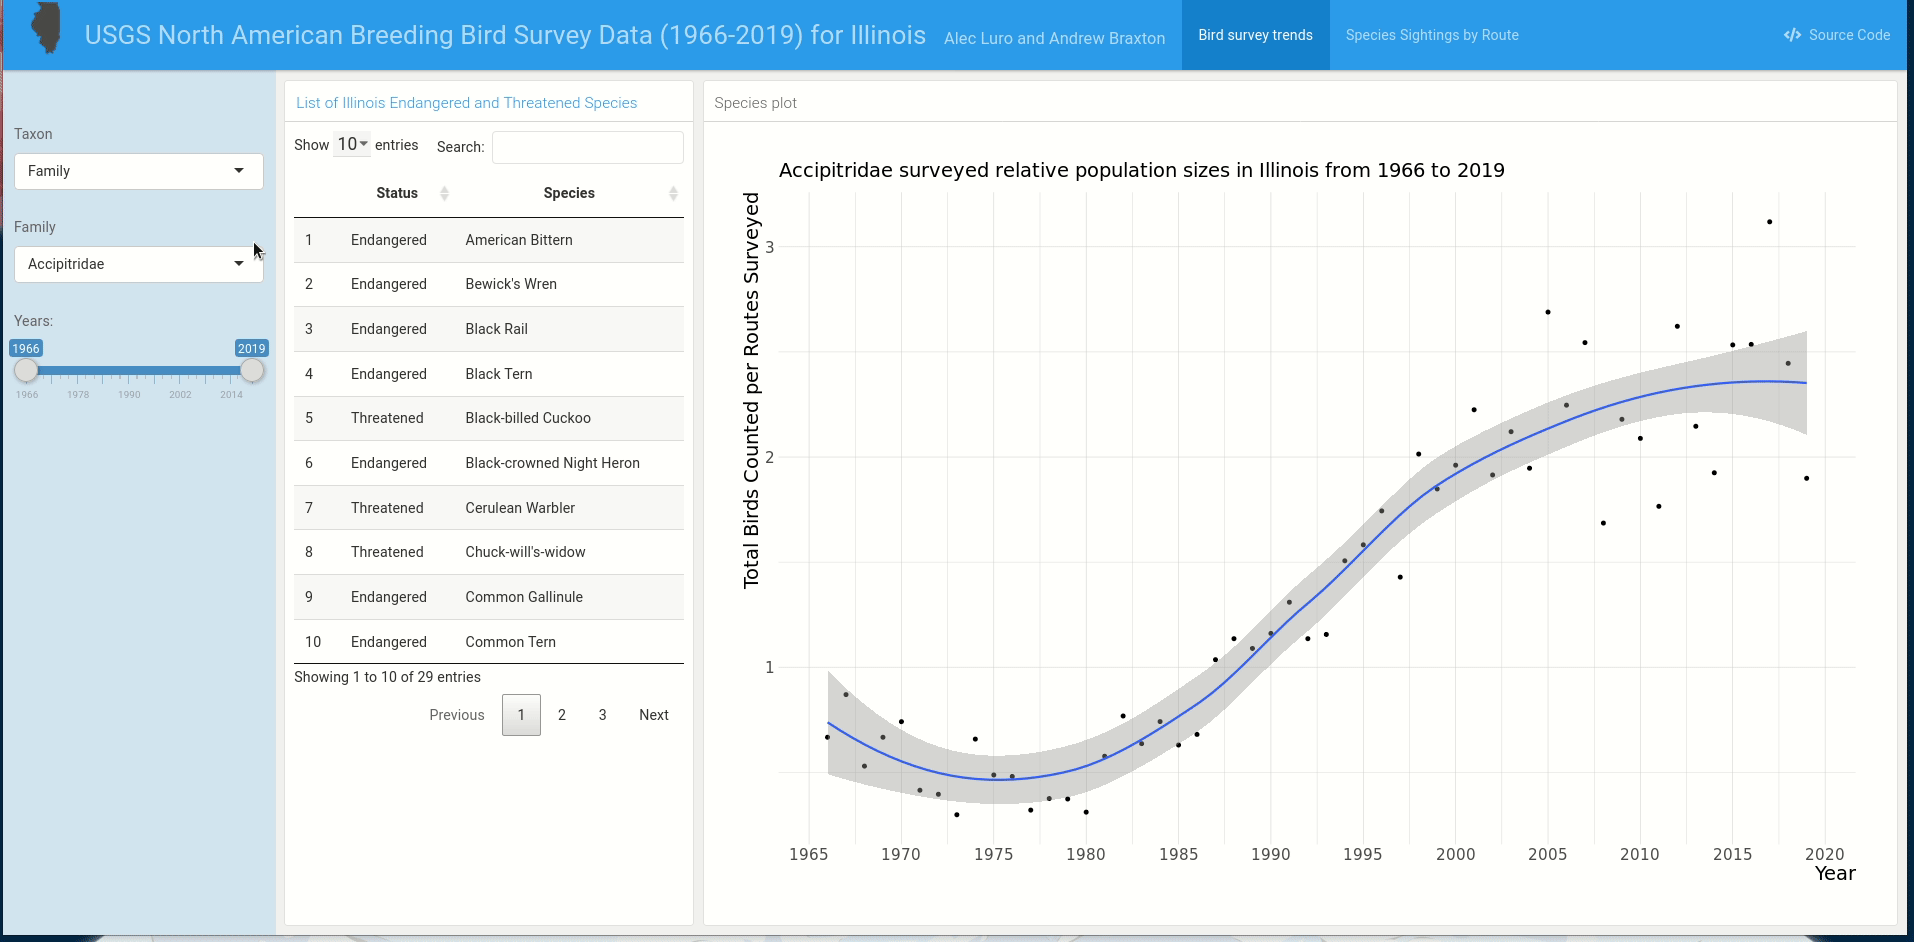 USGS North American Breeding Bird Survey Data (1966-2019) for Illinois Alec Luro and Andrew Braxton Bird survey trends Species Sightings by Route </> Source Code
Taxon
Family
Family
Accipitridae
Years:
1966 2019
1966 1978 1990 2002 2014
List of Illinois Endangered and Threatened Species
Show 10 entries Search:
Status Species
1 Endangered American Bittern
2 Endangered Bewick's Wren
3 Endangered Black Rail
4 Endangered Black Tern
5 Threatened Black-billed Cuckoo
6 Endangered Black-crowned Night Heron
7 Threatened Cerulean Warbler
8 Threatened Chuck-will's-widow
9 Endangered Common Gallinule
10 Endangered Common Tern
Showing 1 to 10 of 29 entries
Previous 1 2 3 Next
Species plot
Accipitridae surveyed relative population sizes in Illinois from 1966 to 2019
Total Birds Counted per Routes Surveyed
3
2
1
1965 1970 1975 1980 1985 1990 1995 2000 2005 2010 2015 2020
Year